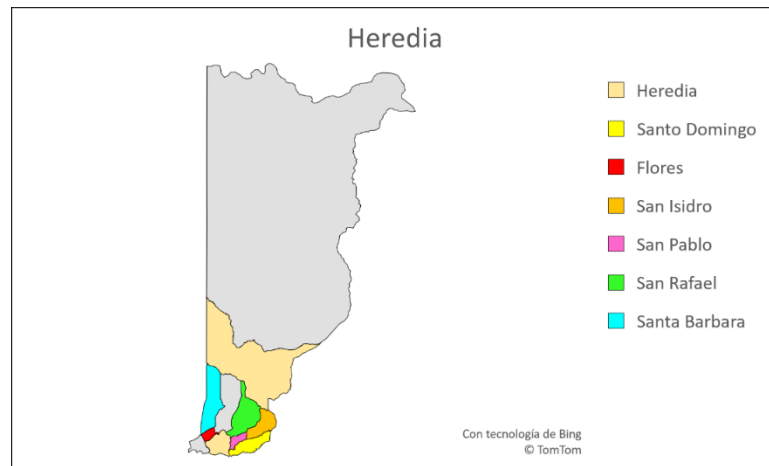 Heredia
Heredia
Santo Domingo
Flores
San Isidro
San Pablo
San Rafael
Santa Barbara
Con tecnología de Bing
© TomTom